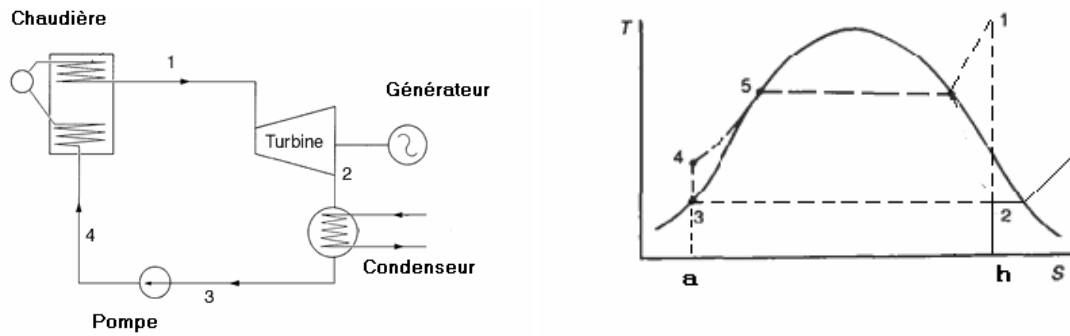 Chaudière
1
Générateur
Turbine
2
4
Condenseur
3
Pompe
T
1
5
4
3
2
a
h
S